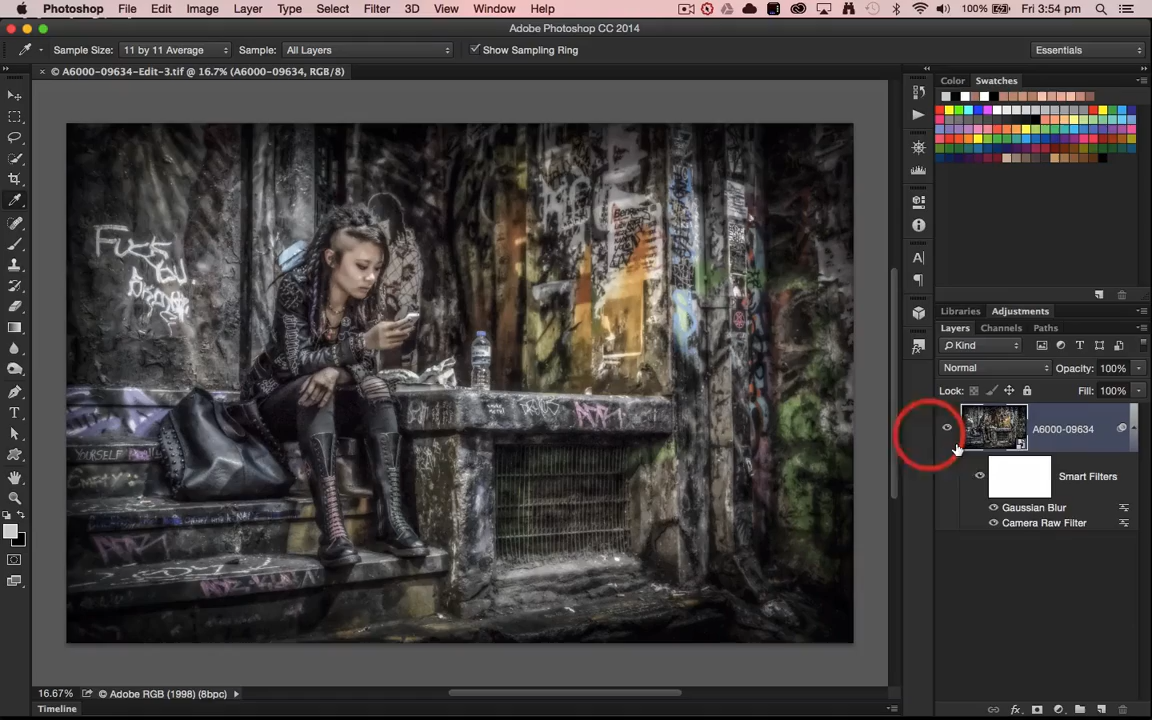 Photoshop File Edit Image Layer Type Select Filter 3D View Window Help 100% Fri 3:54 pm
Adobe Photoshop CC 2014
Sample Size: 11 by 11 Average Sample: All Layers Show Sampling Ring Essentials
© A6000-09634-Edit-3.tif @ 16.7% (A6000-09634, RGB/8)
Color Swatches
Fuck
You
Libraries Adjustments
Layers Channels Paths
Kind
Normal Opacity: 100%
Lock: Fill: 100%
A6000-09634
Smart Filters
Gaussian Blur
Camera Raw Filter
16.67% © Adobe RGB (1998) (8bpc)
Timeline